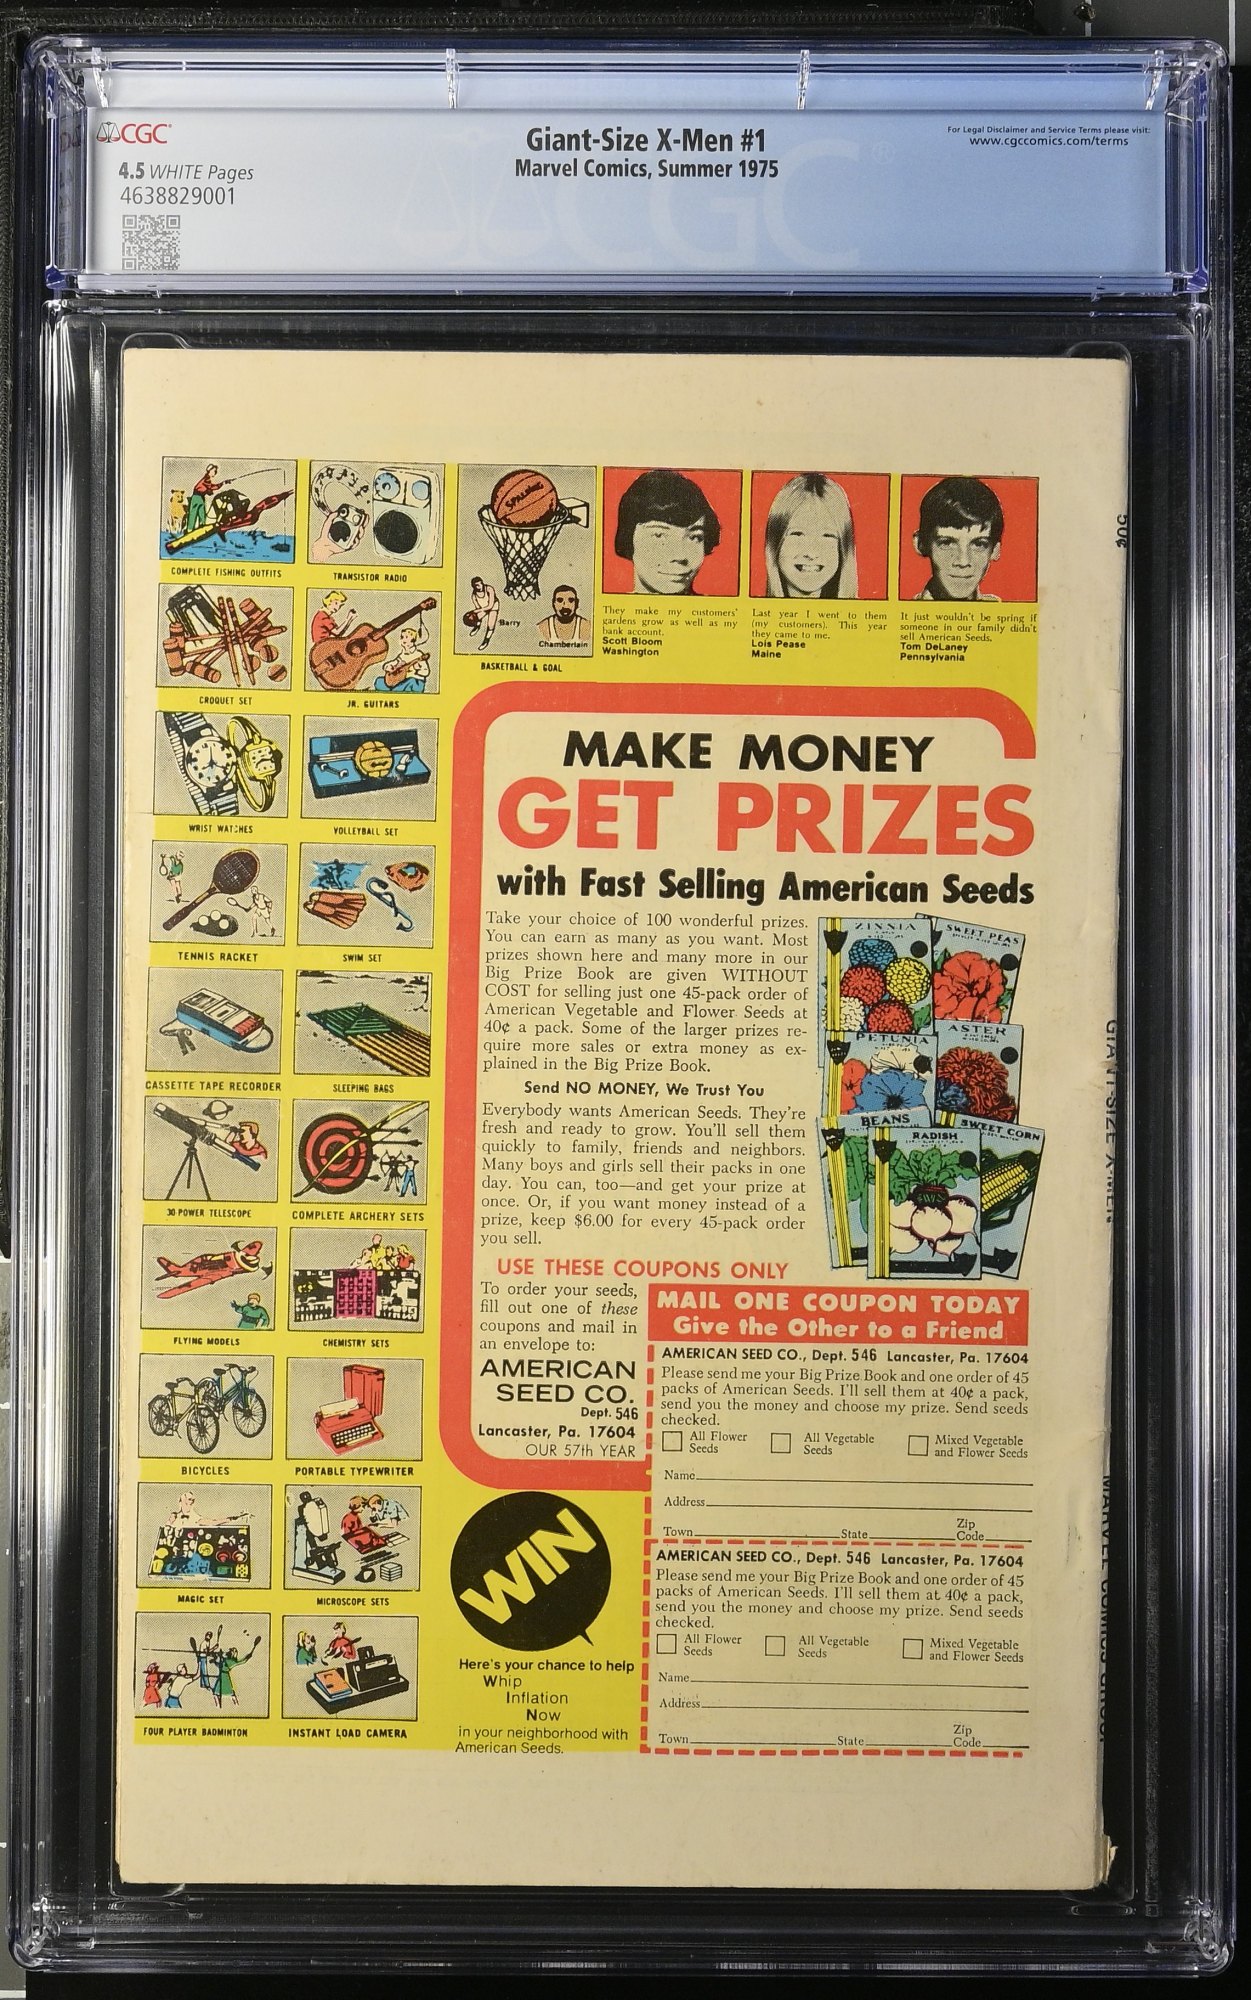 CGC
4.5 WHITE Pages
4638829001
Giant-Size X-Men #1
Marvel Comics, Summer 1975
For Legal Disclaimer and Service Terms please visit:
www.cgccomics.com/terms
CGC
COMPLETE FISHING OUTFITS
TRANSISTOR RADIO
CROQUET SET
JR. GUITARS
WRIST WATCHES
VOLLEYBALL SET
TENNIS RACKET
SWIM SET
CASSETTE TAPE RECORDER
SLEEPING BAGS
30-POWER TELESCOPE
COMPLETE ARCHERY SETS
FLYING MODELS
CHEMISTRY SETS
BICYCLES
PORTABLE TYPEWRITER
MAGIC SET
MICROSCOPE SETS
FOUR PLAYER BADMINTON
INSTANT LOAD CAMERA
SPALDING
Barry
Chamberlain
BASKETBALL & GOAL
They make my customers'
gardens grow as well as my
bank account.
Scott Bloom
Washington
Last year I went to them
(my customers). This year
they came to me.
Lois Pease
Maine
It just wouldn't be spring if
someone in our family didn't
sell American Seeds.
Tom DeLaney
Pennsylvania
MAKE MONEY
GET PRIZES
with Fast Selling American Seeds
Take your choice of 100 wonderful prizes.
You can earn as many as you want. Most
prizes shown here and many more in our
Big Prize Book are given WITHOUT
COST for selling just one 45-pack order of
American Vegetable and Flower Seeds at
40¢ a pack. Some of the larger prizes re-
quire more sales or extra money as ex-
plained in the Big Prize Book.
Send NO MONEY, We Trust You
Everybody wants American Seeds. They're
fresh and ready to grow. You'll sell them
quickly to family, friends and neighbors.
Many boys and girls sell their packs in one
day. You can, too—and get your prize at
once. Or, if you want money instead of a
prize, keep $6.00 for every 45-pack order
you sell.
ZINNIA
SWEET PEAS
PETUNIA
ASTER
BEANS
RADISH
SWEET CORN
USE THESE COUPONS ONLY
To order your seeds,
fill out one of these
coupons and mail in
an envelope to:
AMERICAN
SEED CO.
Dept. 546
Lancaster, Pa. 17604
OUR 57th YEAR
MAIL ONE COUPON TODAY
Give the Other to a Friend
AMERICAN SEED CO., Dept. 546 Lancaster, Pa. 17604
Please send me your Big Prize Book and one order of 45
packs of American Seeds. I'll sell them at 40¢ a pack,
send you the money and choose my prize. Send seeds
checked.
All Flower
Seeds
All Vegetable
Seeds
Mixed Vegetable
and Flower Seeds
Name
Address
Town State Zip Code
AMERICAN SEED CO., Dept. 546 Lancaster, Pa. 17604
Please send me your Big Prize Book and one order of 45
packs of American Seeds. I'll sell them at 40¢ a pack,
send you the money and choose my prize. Send seeds
checked.
All Flower
Seeds
All Vegetable
Seeds
Mixed Vegetable
and Flower Seeds
Name
Address
Town State Zip Code
WIN
Here's your chance to help
Whip
Inflation
Now
in your neighborhood with
American Seeds.
50¢
GIANT-SIZE X-MEN
MARVEL COMICS GROUP